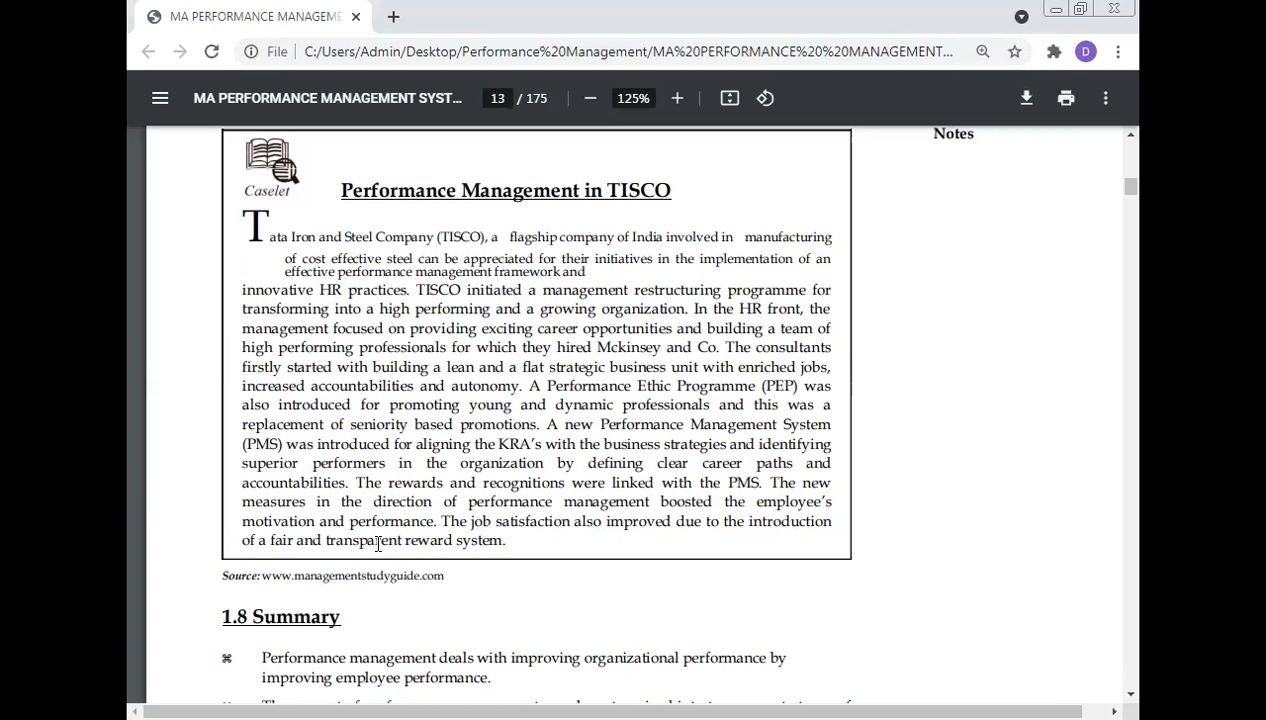 MA PERFORMANCE MANAGEME
File C:/Users/Admin/Desktop/Performance%20Management/MA%20PERFORMANCE%20%20MANAGEMENT... D
MA PERFORMANCE MANAGEMENT SYST... 13 / 175 125%
Notes
Caselet
Performance Management in TISCO
Tata Iron and Steel Company (TISCO), a flagship company of India involved in manufacturing
of cost effective steel can be appreciated for their initiatives in the implementation of an
effective performance management framework and
innovative HR practices. TISCO initiated a management restructuring programme for
transforming into a high performing and a growing organization. In the HR front, the
management focused on providing exciting career opportunities and building a team of
high performing professionals for which they hired Mckinsey and Co. The consultants
firstly started with building a lean and a flat strategic business unit with enriched jobs,
increased accountabilities and autonomy. A Performance Ethic Programme (PEP) was
also introduced for promoting young and dynamic professionals and this was a
replacement of seniority based promotions. A new Performance Management System
(PMS) was introduced for aligning the KRA's with the business strategies and identifying
superior performers in the organization by defining clear career paths and
accountabilities. The rewards and recognitions were linked with the PMS. The new
measures in the direction of performance management boosted the employee's
motivation and performance. The job satisfaction also improved due to the introduction
of a fair and transparent reward system.
Source: www.managementstudyguide.com
1.8 Summary
⌘ Performance management deals with improving organizational performance by
improving employee performance.